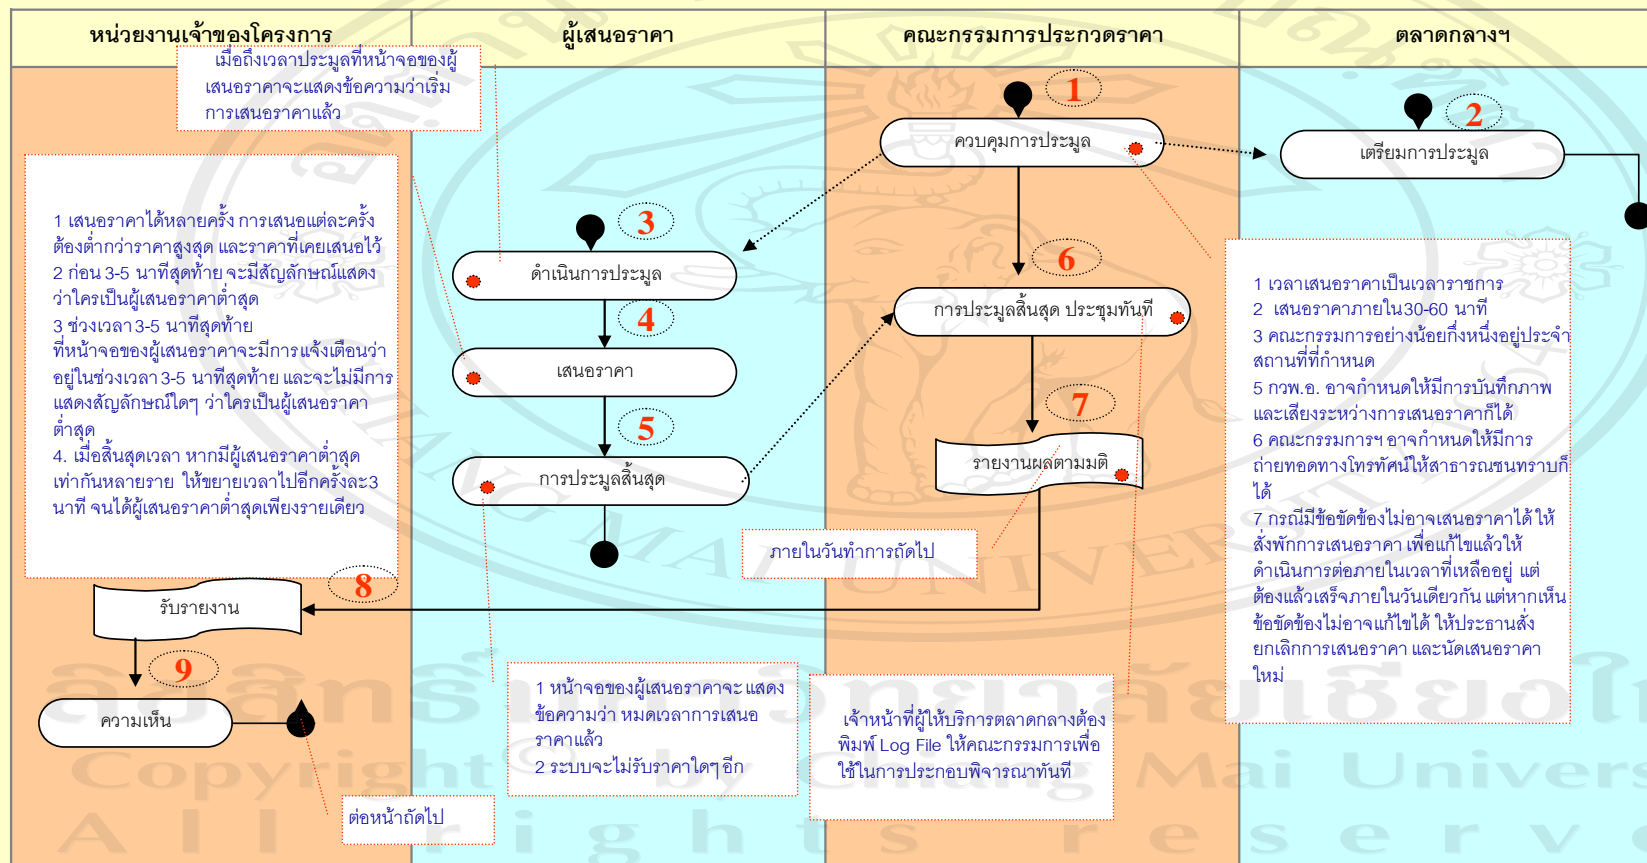 หน่วยงานเจ้าของโครงการ
ผู้เสนอราคา
คณะกรรมการประกวดราคา
ตลาดกลางฯ
เมื่อถึงเวลาประมูลที่หน้าจอของผู้
เสนอราคาจะแสดงข้อความว่าเริ่ม
การเสนอราคาแล้ว
1
ควบคุมการประมูล
2
เตรียมการประมูล
1 เสนอราคาได้หลายครั้ง การเสนอแต่ละครั้ง
ต้องต่ำกว่าราคาสูงสุด และราคาที่เคยเสนอไว้
2 ก่อน 3-5 นาทีสุดท้าย จะมีสัญลักษณ์แสดง
ว่าใครเป็นผู้เสนอราคาต่ำสุด
3 ช่วงเวลา 3-5 นาทีสุดท้าย
ที่หน้าจอของผู้เสนอราคาจะมีการแจ้งเตือนว่า
อยู่ในช่วงเวลา 3-5 นาทีสุดท้าย และจะไม่มีการ
แสดงสัญลักษณ์ใดๆ ว่าใครเป็นผู้เสนอราคา
ต่ำสุด
4. เมื่อสิ้นสุดเวลา หากมีผู้เสนอราคาต่ำสุด
เท่ากันหลายราย ให้ขยายเวลาไปอีกครั้งละ 3
นาที จนได้ผู้เสนอราคาต่ำสุดเพียงรายเดียว
3
ดำเนินการประมูล
4
เสนอราคา
5
การประมูลสิ้นสุด
6
การประมูลสิ้นสุด ประชุมทันที
7
รายงานผลตามมติ
ภายในวันทำการถัดไป
1 เวลาเสนอราคาเป็นเวลาราชการ
2 เสนอราคาภายใน 30-60 นาที
3 คณะกรรมการอย่างน้อยกึ่งหนึ่งอยู่ประจำ
สถานที่ที่กำหนด
5 กวพ.อ. อาจกำหนดให้มีการบันทึกภาพ
และเสียงระหว่างการเสนอราคาก็ได้
6 คณะกรรมการฯ อาจกำหนดให้มีการ
ถ่ายทอดทางโทรทัศน์ให้สาธารณชนทราบก็
ได้
7 กรณีมีข้อขัดข้องไม่อาจเสนอราคาได้ ให้
สั่งพักการเสนอราคา เพื่อแก้ไขแล้วให้
ดำเนินการต่อภายในเวลาที่เหลืออยู่ แต่
ต้องแล้วเสร็จภายในวันเดียวกัน แต่หากเห็น
ข้อขัดข้องไม่อาจแก้ไขได้ ให้ประธานสั่ง
ยกเลิกการเสนอราคา และนัดเสนอราคา
ใหม่
8
รับรายงาน
9
ความเห็น
ต่อหน้าถัดไป
1 หน้าจอของผู้เสนอราคาจะแสดง
ข้อความว่า หมดเวลาการเสนอ
ราคาแล้ว
2 ระบบจะไม่รับราคาใดๆ อีก
เจ้าหน้าที่ผู้ให้บริการตลาดกลางต้อง
พิมพ์ Log File ให้คณะกรรมการเพื่อ
ใช้ในการประกอบพิจารณาทันที
Copyright© by Chiang Mai Univers
All rights reserve